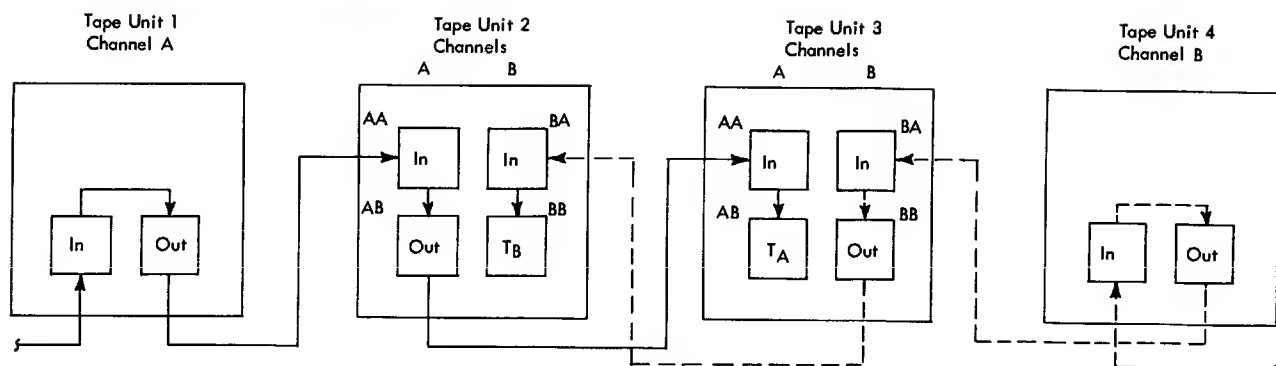 Tape Unit 1
Channel A
Tape Unit 2
Channels
A B
Tape Unit 3
Channels
A B
Tape Unit 4
Channel B
AA In
BA In
AB Out
BB TB
AA In
BA In
AB TA
BB Out
In Out
In Out